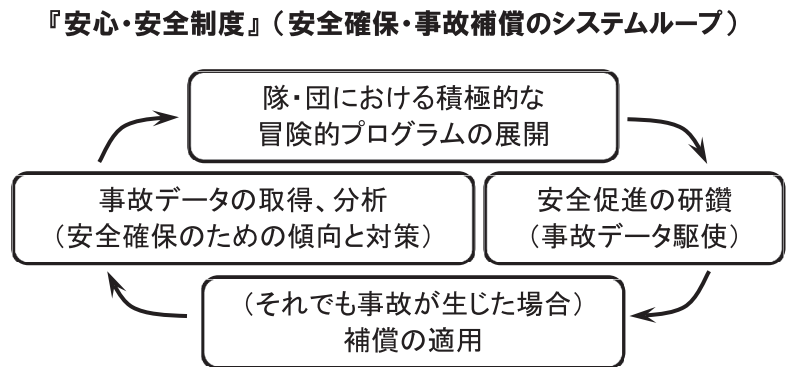 『安心・安全制度』(安全確保・事故補償のシステムループ)
隊・団における積極的な
冒険的プログラムの展開
事故データの取得、分析
(安全確保のための傾向と対策)
安全促進の研鑽
(事故データ駆使)
(それでも事故が生じた場合)
補償の適用